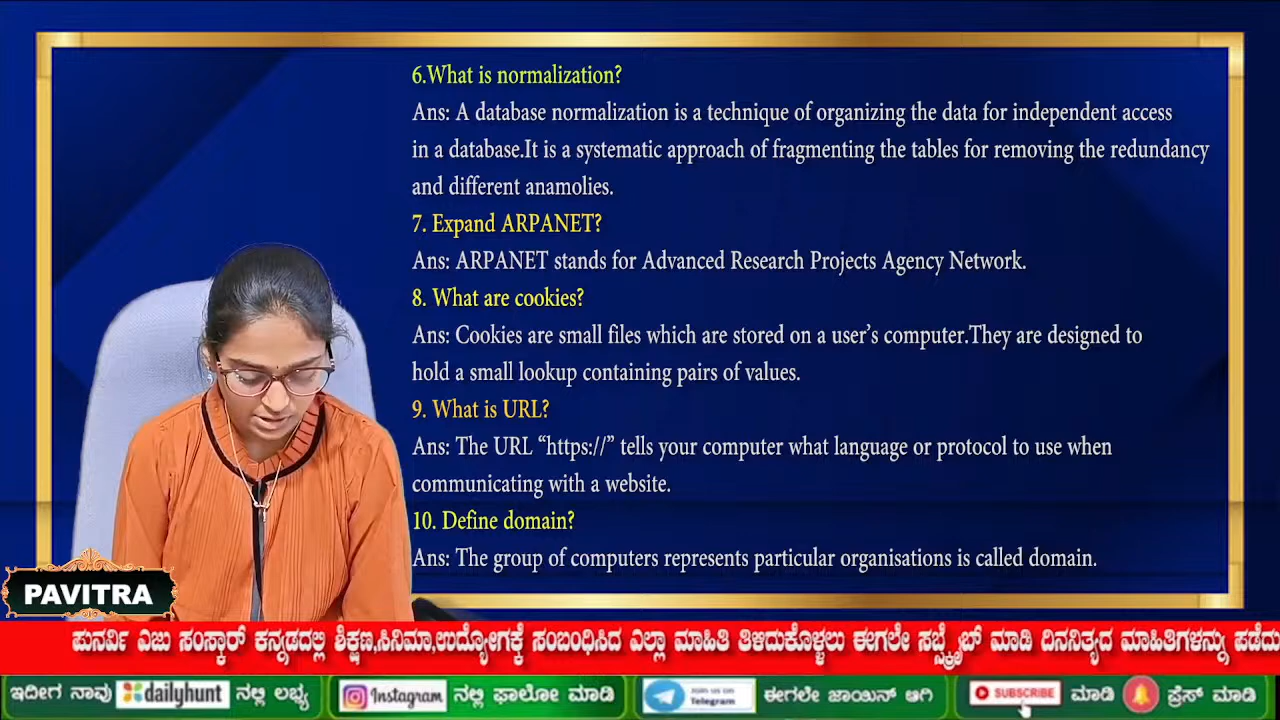 6.What is normalization?
Ans: A database normalization is a technique of organizing the data for independent access
in a database.It is a systematic approach of fragmenting the tables for removing the redundancy
and different anamolies.
7. Expand ARPANET?
Ans: ARPANET stands for Advanced Research Projects Agency Network.
8. What are cookies?
Ans: Cookies are small files which are stored on a user’s computer.They are designed to
hold a small lookup containing pairs of values.
9. What is URL?
Ans: The URL “https://” tells your computer what language or protocol to use when
communicating with a website.
10. Define domain?
Ans: The group of computers represents particular organisations is called domain.
PAVITRA
ಪುನರ್ವಿ ಎಜು ಸಂಸ್ಕಾರ್ ಕನ್ನಡದಲ್ಲಿ ಶಿಕ್ಷಣ,ಸಿನಿಮಾ,ಉದ್ಯೋಗಕ್ಕೆ ಸಂಬಂಧಿಸಿದ ಎಲ್ಲಾ ಮಾಹಿತಿ ತಿಳಿದುಕೊಳ್ಳಲು ಈಗಲೇ ಸಬ್ಸ್ಕ್ರೈಬ್ ಮಾಡಿ ದಿನನಿತ್ಯದ ಮಾಹಿತಿಗಳನ್ನು ಪಡೆದು
ಇದೀಗ ನಾವು dailyhunt ನಲ್ಲಿ ಲಭ್ಯ Instagram ನಲ್ಲಿ ಫಾಲೋ ಮಾಡಿ Join us on Telegram ಈಗಲೇ ಜಾಯಿನ್ ಆಗಿ SUBSCRIBE ಮಾಡಿ ಪ್ರೆಸ್ ಮಾಡಿ